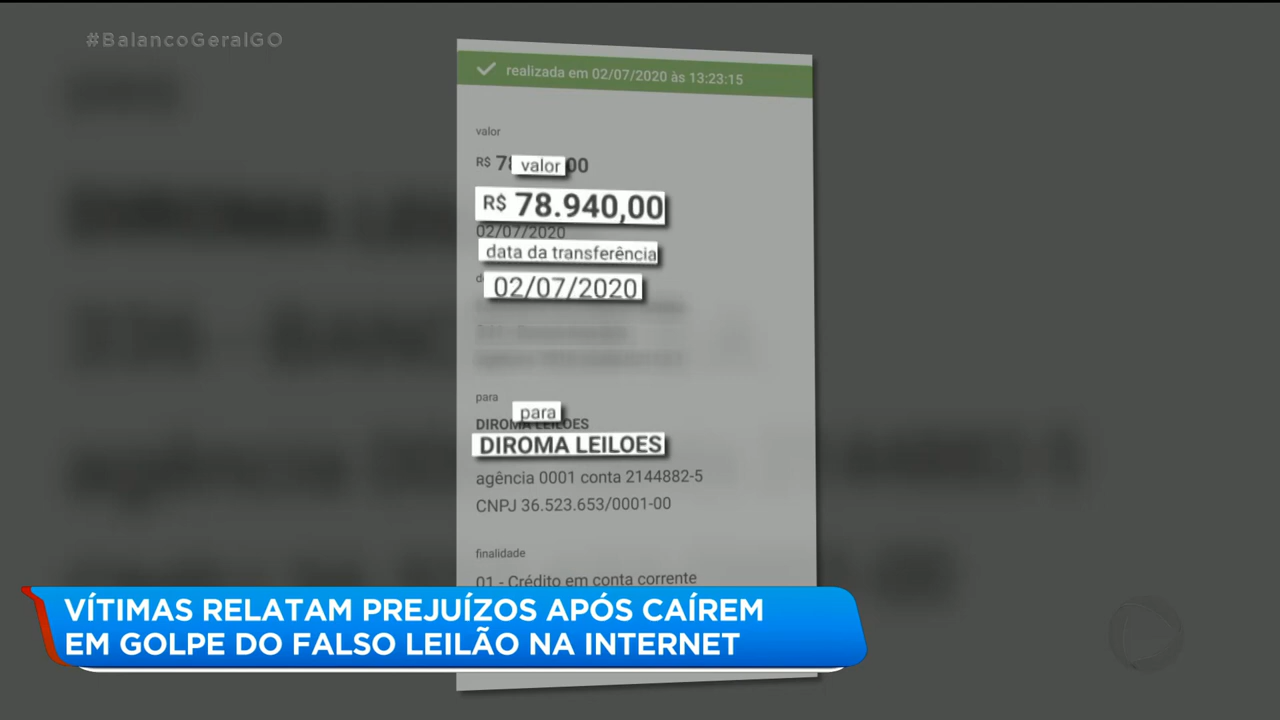 #BalancoGeralGO
realizada em 02/07/2020 às 13:23:15
valor
R$ 78 00
valor
R$ 78.940,00
02/07/2020
data da transferência
02/07/2020
para
para
DIROMA LEILOES
DIROMA LEILOES
agência 0001 conta 2144882-5
CNPJ 36.523.653/0001-00
finalidade
01 - Crédito em conta corrente
VÍTIMAS RELATAM PREJUÍZOS APÓS CAÍREM
EM GOLPE DO FALSO LEILÃO NA INTERNET